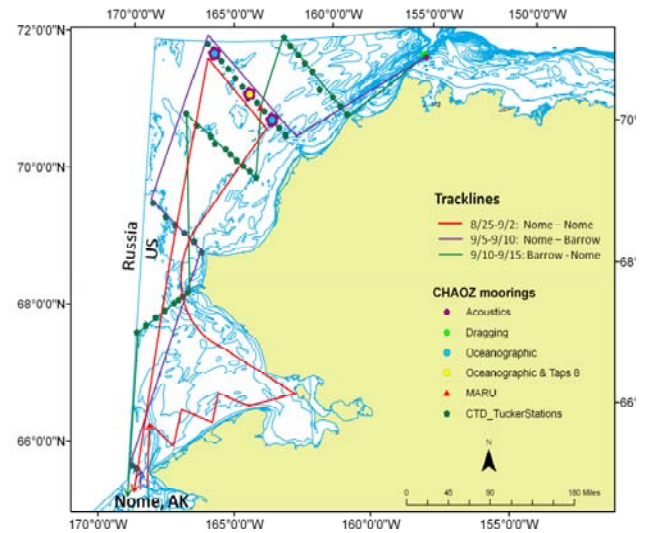 170°0'0"W 165°0'0"W 160°0'0"W 155°0'0"W 150°0'0"W
72°0'0"N
70°
70°0'0"N
Tracklines
8/25-9/2: Nome - Nome
9/5-9/10: Nome – Barrow
9/10-9/15: Barrow - Nome
Russia
US
68°
68°0'0"N
CHAOZ moorings
Acoustics
Dragging
Oceanographic
Oceanographic & Taps 8
MARU
CTD_TuckerStations
66°
66°0'0"N
N
0 45 90 180 Miles
Nome, AK
170°0'0"W 165°0'0"W 160°0'0"W 155°0'0"W